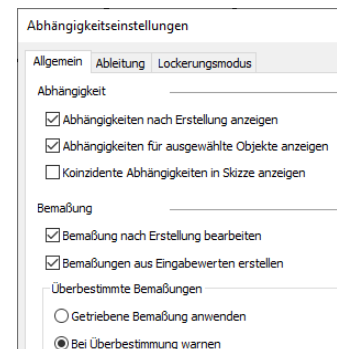 Abhängigkeitseinstellungen
Allgemein Ableitung Lockerungsmodus
Abhängigkeit
Abhängigkeiten nach Erstellung anzeigen
Abhängigkeiten für ausgewählte Objekte anzeigen
Koinzidente Abhängigkeiten in Skizze anzeigen
Bemaßung
Bemaßung nach Erstellung bearbeiten
Bemaßungen aus Eingabewerten erstellen
Überbestimmte Bemaßungen
Getriebene Bemaßung anwenden
Bei Überbestimmung warnen